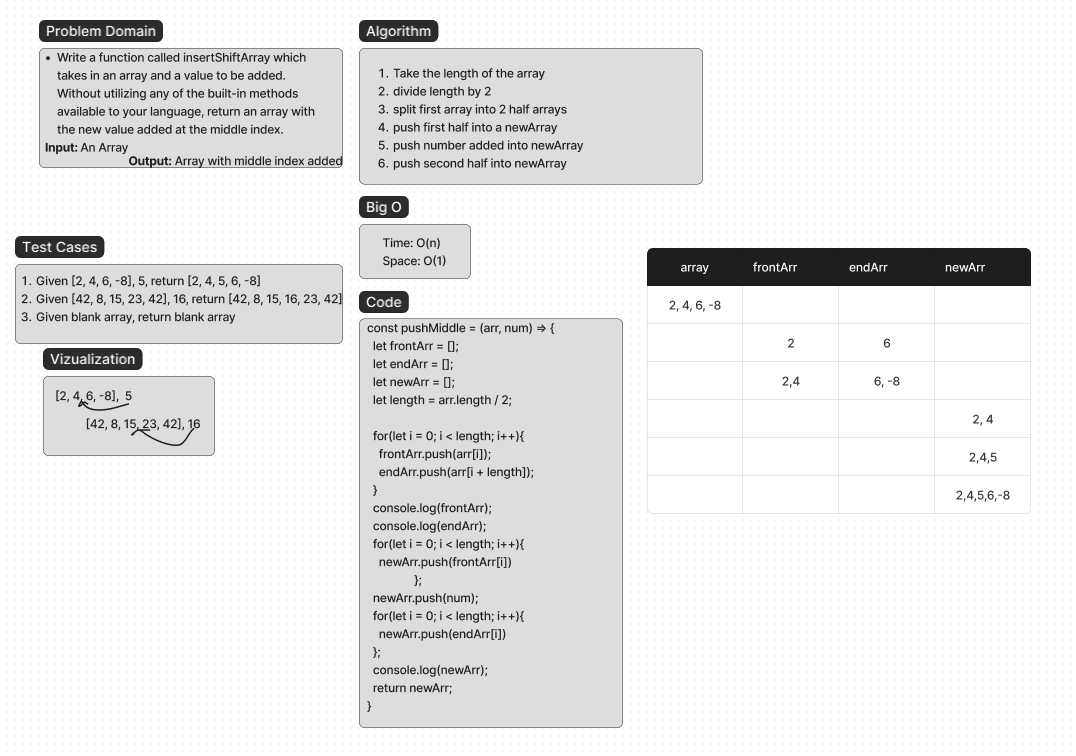 Problem Domain
• Write a function called insertShiftArray which
takes in an array and a value to be added.
Without utilizing any of the built-in methods
available to your language, return an array with
the new value added at the middle index.
Input: An Array
Output: Array with middle index added
Algorithm
1. Take the length of the array
2. divide length by 2
3. split first array into 2 half arrays
4. push first half into a newArray
5. push number added into newArray
6. push second half into newArray
Big O
Time: O(n)
Space: O(1)
Test Cases
1. Given [2, 4, 6, -8], 5, return [2, 4, 5, 6, -8]
2. Given [42, 8, 15, 23, 42], 16, return [42, 8, 15, 16, 23, 42]
3. Given blank array, return blank array
Vizualization
[2, 4, 6, -8], 5
[42, 8, 15, 23, 42], 16
Code
const pushMiddle = (arr, num) => {
let frontArr = [];
let endArr = [];
let newArr = [];
let length = arr.length / 2;
for(let i = 0; i < length; i++){
frontArr.push(arr[i]);
endArr.push(arr[i + length]);
}
console.log(frontArr);
console.log(endArr);
for(let i = 0; i < length; i++){
newArr.push(frontArr[i])
};
newArr.push(num);
for(let i = 0; i < length; i++){
newArr.push(endArr[i])
};
console.log(newArr);
return newArr;
}
array frontArr endArr newArr
2, 4, 6, -8
2 6
2,4 6, -8
2, 4
2,4,5
2,4,5,6,-8